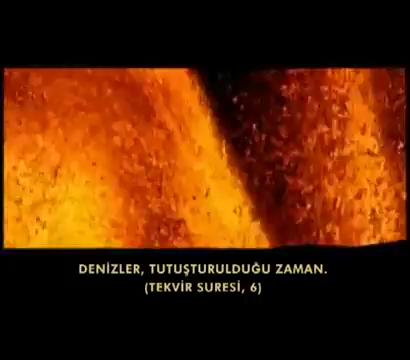 DENİZLER, TUTUŞTURULDUĞU ZAMAN.
(TEKVİR SURESİ, 6)